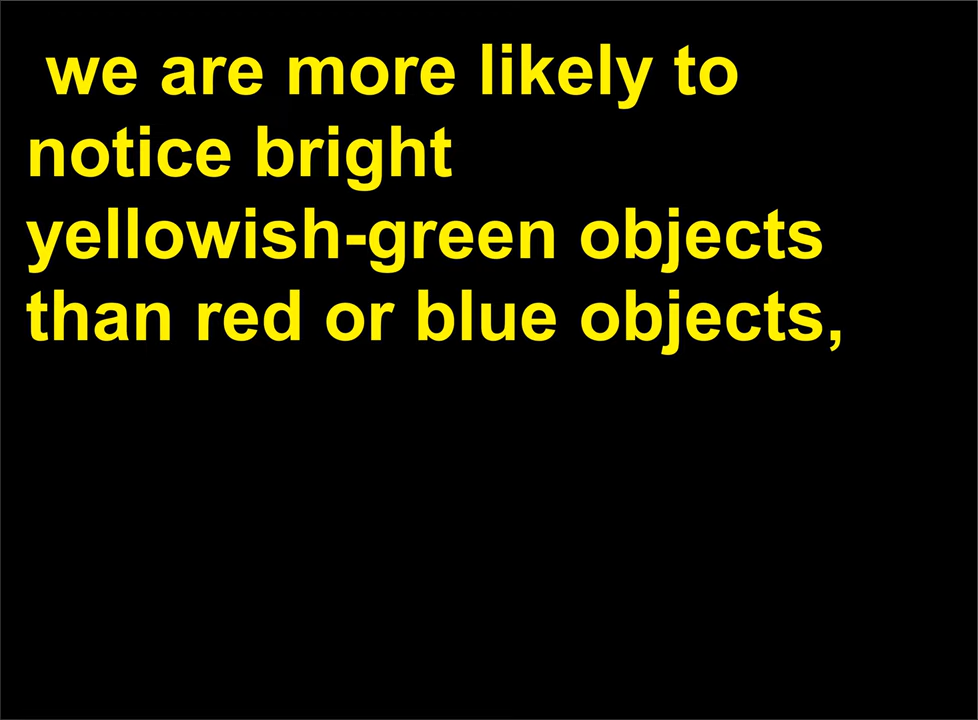 we are more likely to
notice bright
yellowish-green objects
than red or blue objects,